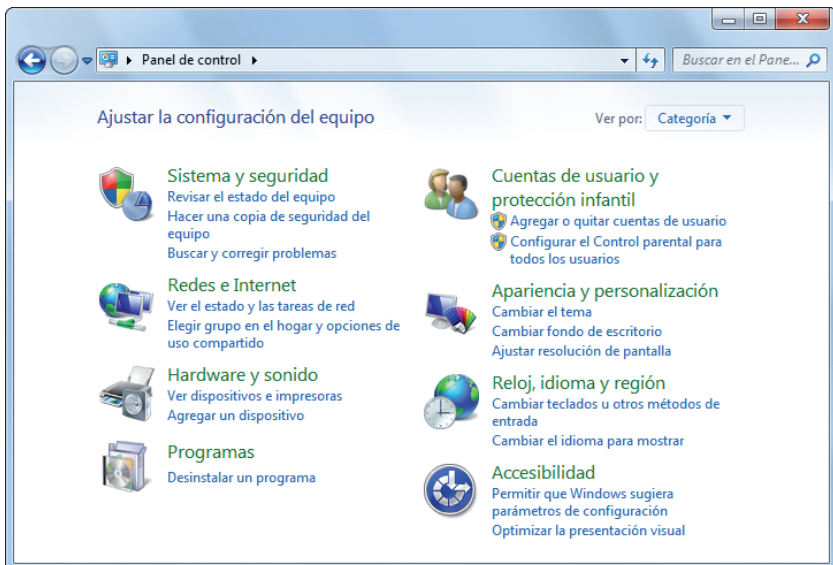 Panel de control
Buscar en el Pane...
Ajustar la configuración del equipo
Ver por: Categoría
Sistema y seguridad
Revisar el estado del equipo
Hacer una copia de seguridad del
equipo
Buscar y corregir problemas
Redes e Internet
Ver el estado y las tareas de red
Elegir grupo en el hogar y opciones de
uso compartido
Hardware y sonido
Ver dispositivos e impresoras
Agregar un dispositivo
Programas
Desinstalar un programa
Cuentas de usuario y
protección infantil
Agregar o quitar cuentas de usuario
Configurar el Control parental para
todos los usuarios
Apariencia y personalización
Cambiar el tema
Cambiar fondo de escritorio
Ajustar resolución de pantalla
Reloj, idioma y región
Cambiar teclados u otros métodos de
entrada
Cambiar el idioma para mostrar
Accesibilidad
Permitir que Windows sugiera
parámetros de configuración
Optimizar la presentación visual